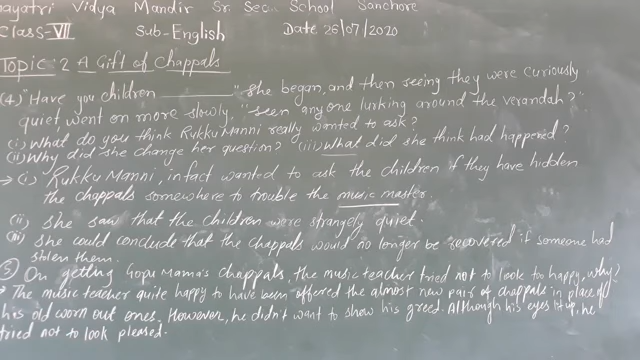 ayatri Vidya Mandir Sr. Sec. School Sanchore
Class-VII Sub-English Date 26/07/2020
Topic: 2 A Gift of Chappals
(4) "Have you children ———" she began, and then seeing they were curiously
quiet went on more slowly. "seen anyone lurking around the verandah?"
(i) What do you think Rukku Manni really wanted to ask?
(ii) Why did she change her question? (iii) What did she think had happened?
→ (i) Rukku Manni, infact wanted to ask the children if they have hidden
the chappals somewhere to trouble the music master.
(ii) She saw that the children were strangely quiet.
(iii) She could conclude that the chappals would no longer be recovered if someone had
stolen them.
(5) On getting Gopu Mama's chappals, the music teacher tried not to look too happy, why?
→ The music teacher quite happy to have been offered the almost new pair of chappals in place of
his old worn out ones. However, he didn't want to show his greed. Although his eyes lit up, he
tried not to look pleased.